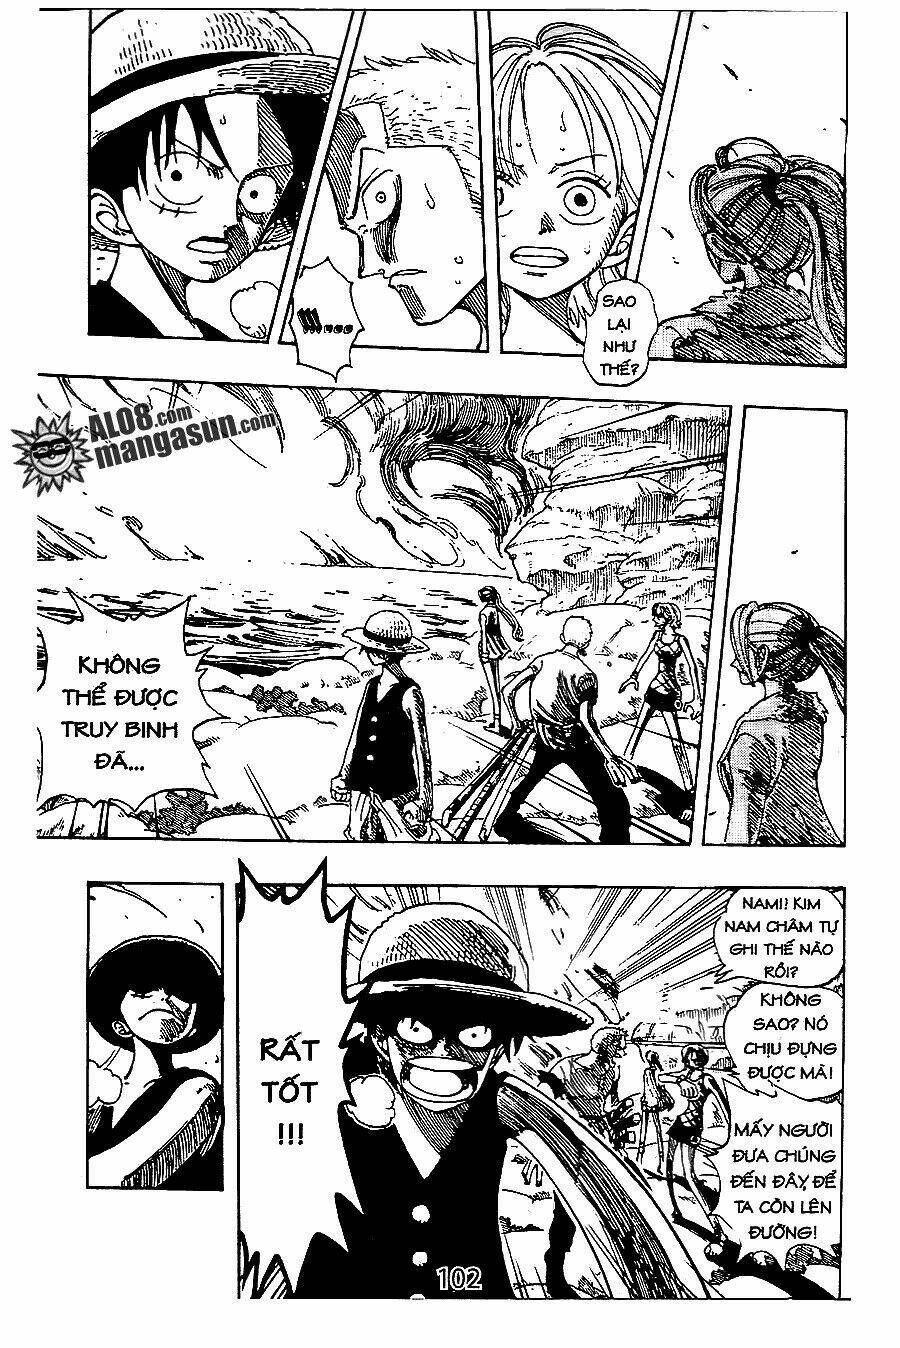 !!!....
SAO
LẠI
NHƯ
THẾ?
AL08.com
mangasun.com
KHÔNG
THỂ ĐƯỢC
TRUY BINH
ĐÃ...
NAMI! KIM
NAM CHÂM TỰ
GHI THẾ NÀO
RỒI?
KHÔNG
SAO? NÓ
CHỊU ĐỰNG
ĐƯỢC MÀ!
RẤT
TỐT
!!!
MẤY NGƯỜI
ĐƯA CHÚNG
ĐẾN ĐÂY, ĐỂ
TA CÒN LÊN
ĐƯỜNG!
102